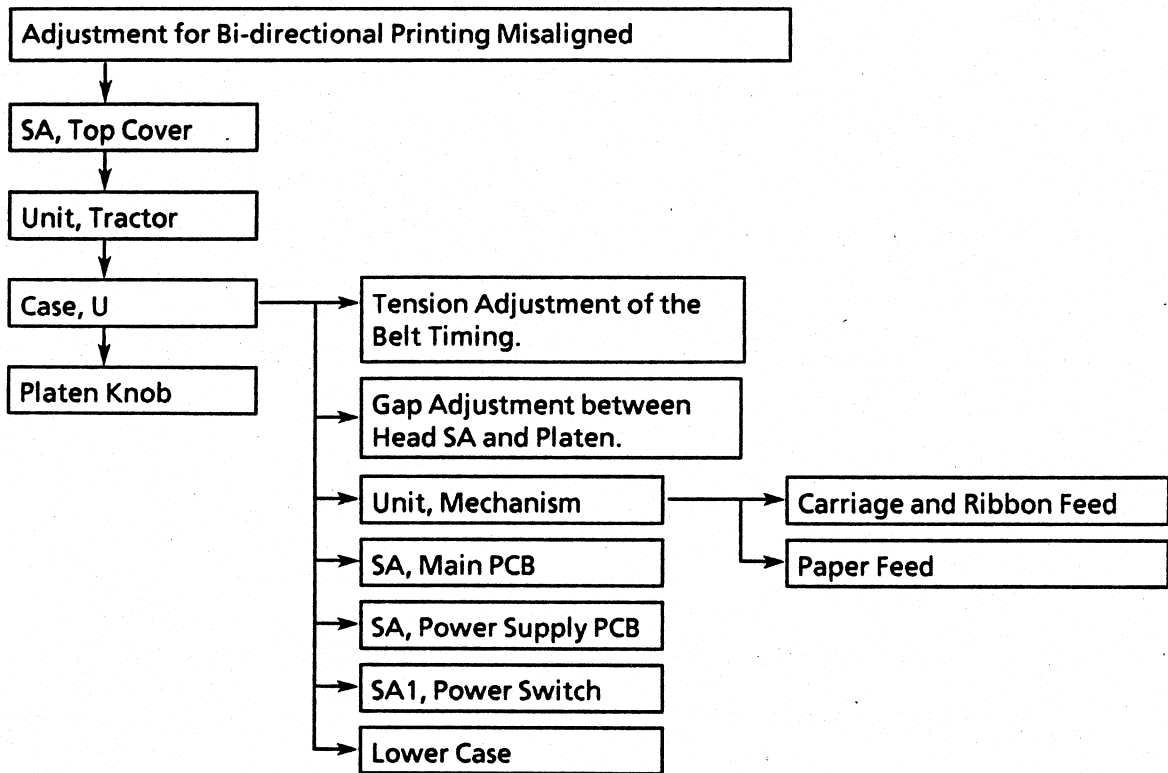 Adjustment for Bi-directional Printing Misaligned
SA, Top Cover
Unit, Tractor
Case, U
Platen Knob
Tension Adjustment of the
Belt Timing.
Gap Adjustment between
Head SA and Platen.
Unit, Mechanism
SA, Main PCB
SA, Power Supply PCB
SA1, Power Switch
Lower Case
Carriage and Ribbon Feed
Paper Feed